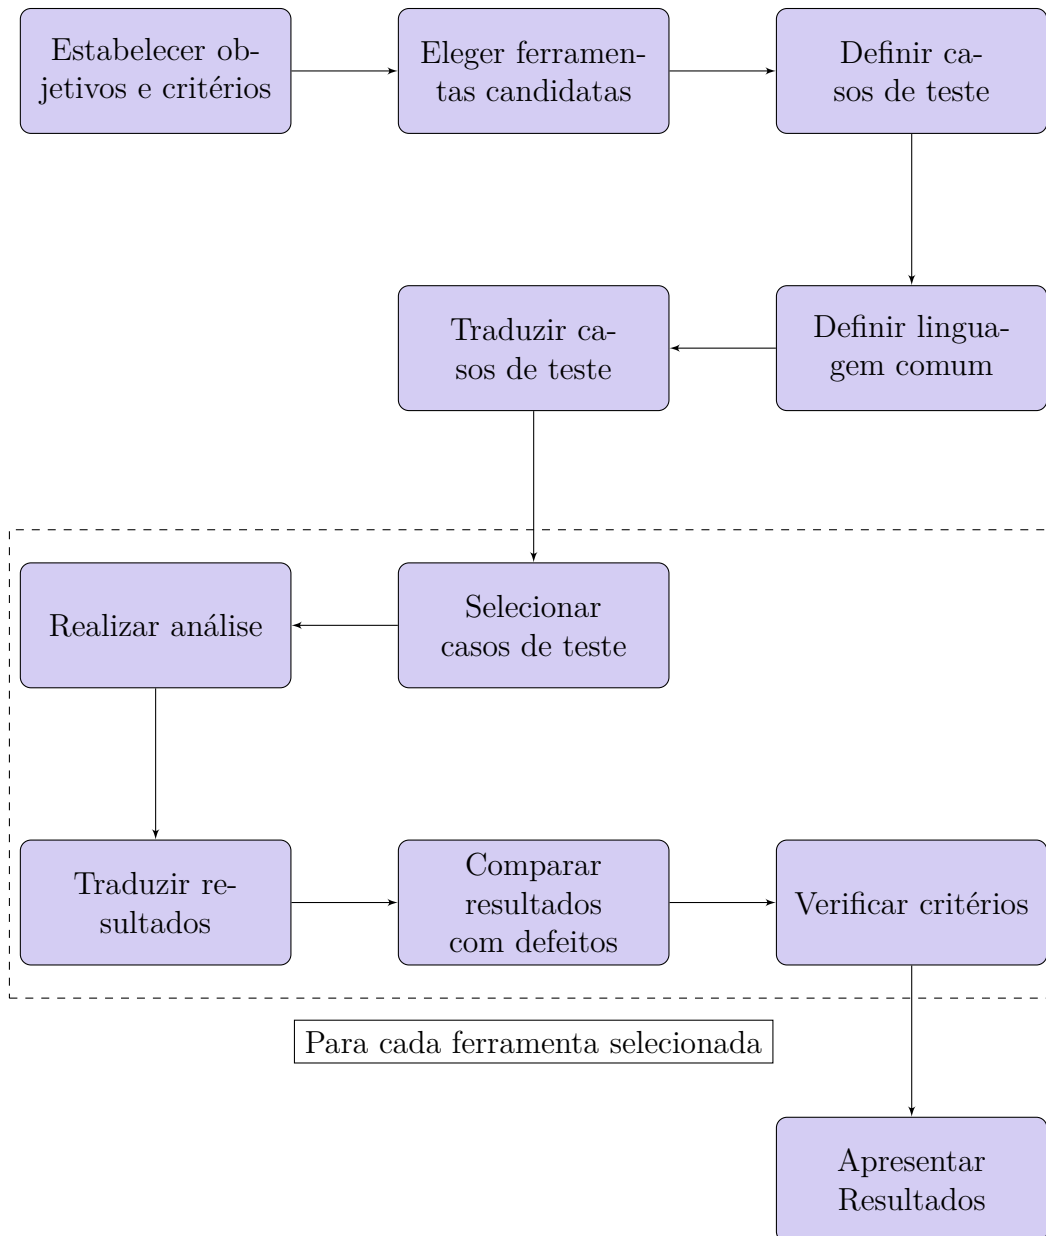 Estabelecer ob-
jetivos e critérios
Eleger ferramen-
tas candidatas
Definir ca-
sos de teste
Definir lingua-
gem comum
Traduzir ca-
sos de teste
Selecionar
casos de teste
Realizar análise
Traduzir re-
sultados
Comparar
resultados
com defeitos
Verificar critérios
Para cada ferramenta selecionada
Apresentar
Resultados